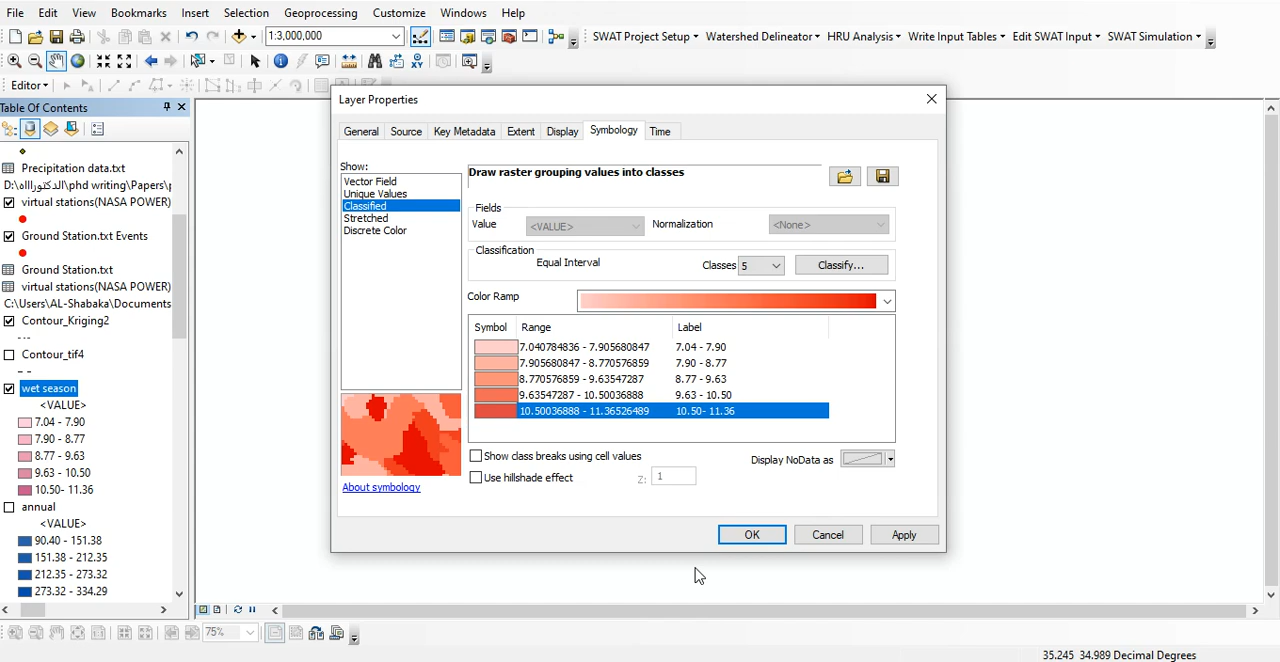 File Edit View Bookmarks Insert Selection Geoprocessing Customize Windows Help
1:3,000,000 SWAT Project Setup Watershed Delineator HRU Analysis Write Input Tables Edit SWAT Input SWAT Simulation
Editor
Table Of Contents
Precipitation data.txt
D:\الدكتوراااه\phd writing\Papers\
virtual stations(NASA POWER)
Ground Station.txt Events
Ground Station.txt
virtual stations(NASA POWER)
C:\Users\AL-Shabaka\Documents
Contour_Kriging2
Contour_tif4
wet season
<VALUE>
7.04 - 7.90
7.90 - 8.77
8.77 - 9.63
9.63 - 10.50
10.50- 11.36
annual
<VALUE>
90.40 - 151.38
151.38 - 212.35
212.35 - 273.32
273.32 - 334.29
Layer Properties
General Source Key Metadata Extent Display Symbology Time
Show:
Vector Field
Unique Values
Classified
Stretched
Discrete Color
About symbology
Draw raster grouping values into classes
Fields
Value <VALUE> Normalization <None>
Classification
Equal Interval Classes 5 Classify...
Color Ramp
Symbol Range Label
7.040784836 - 7.905680847 7.04 - 7.90
7.905680847 - 8.770576859 7.90 - 8.77
8.770576859 - 9.63547287 8.77 - 9.63
9.63547287 - 10.50036888 9.63 - 10.50
10.50036888 - 11.36526489 10.50- 11.36
Show class breaks using cell values Display NoData as
Use hillshade effect Z: 1
OK Cancel Apply
75%
35.245 34.989 Decimal Degrees